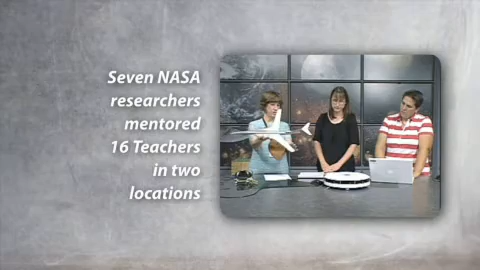 Seven NASA
researchers
mentored
16 Teachers
in two
locations